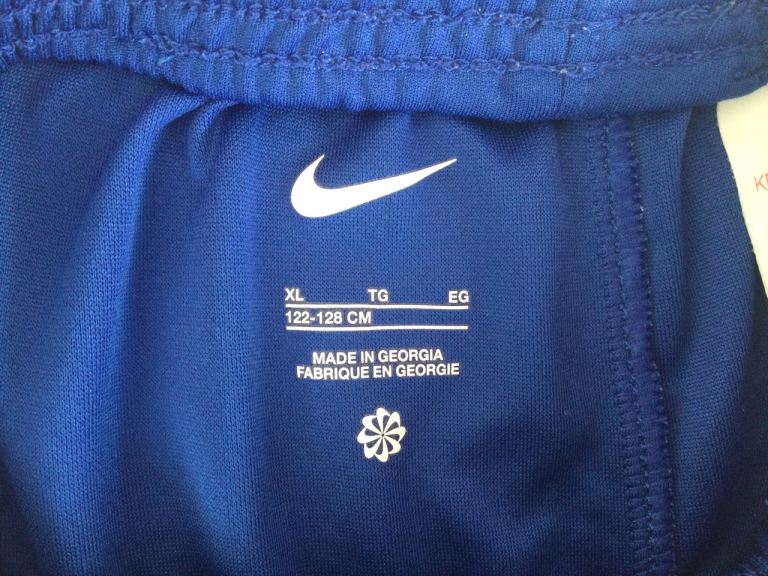 XL TG EG
122-128 CM
MADE IN GEORGIA
FABRIQUE EN GEORGIE